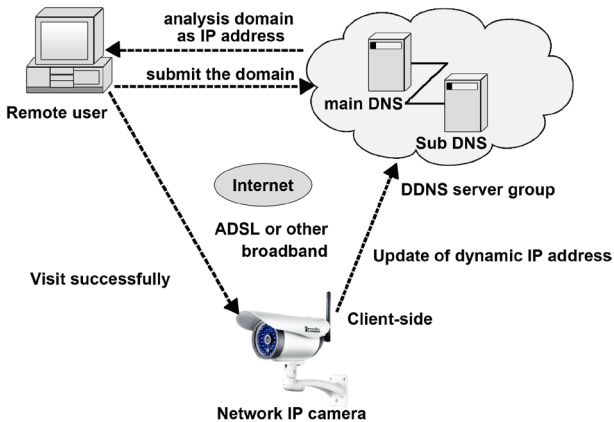 analysis domain
as IP address
submit the domain
Remote user
main DNS
Sub DNS
DDNS server group
Internet
ADSL or other
broadband
Update of dynamic IP address
Visit successfully
Client-side
Network IP camera